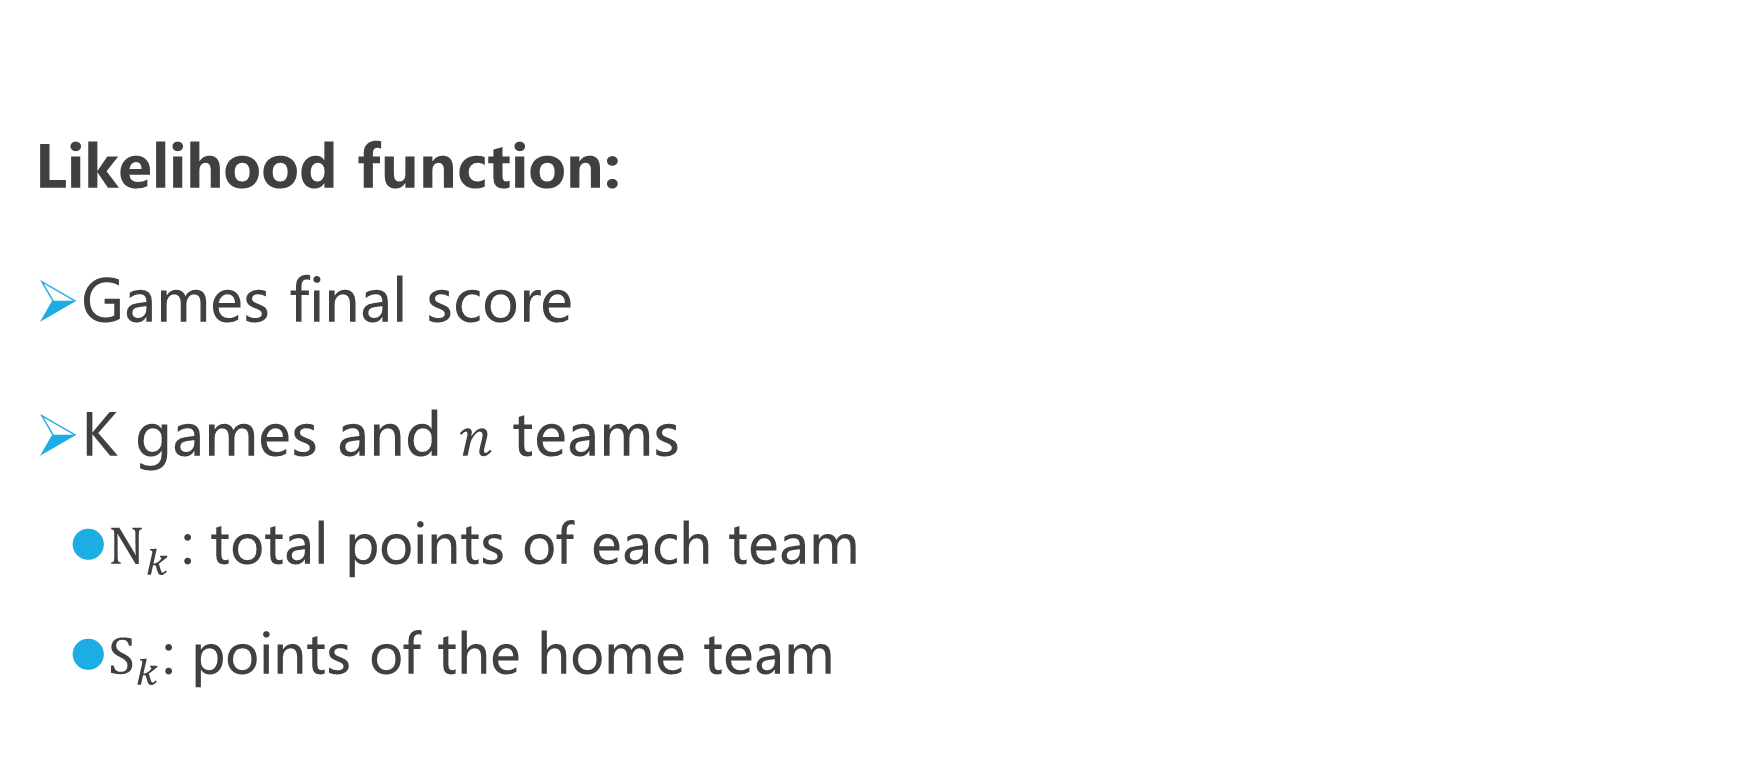 Likelihood function:
➢Games final score
➢K games and 𝑛 teams
●N𝑘 : total points of each team
●S𝑘: points of the home team